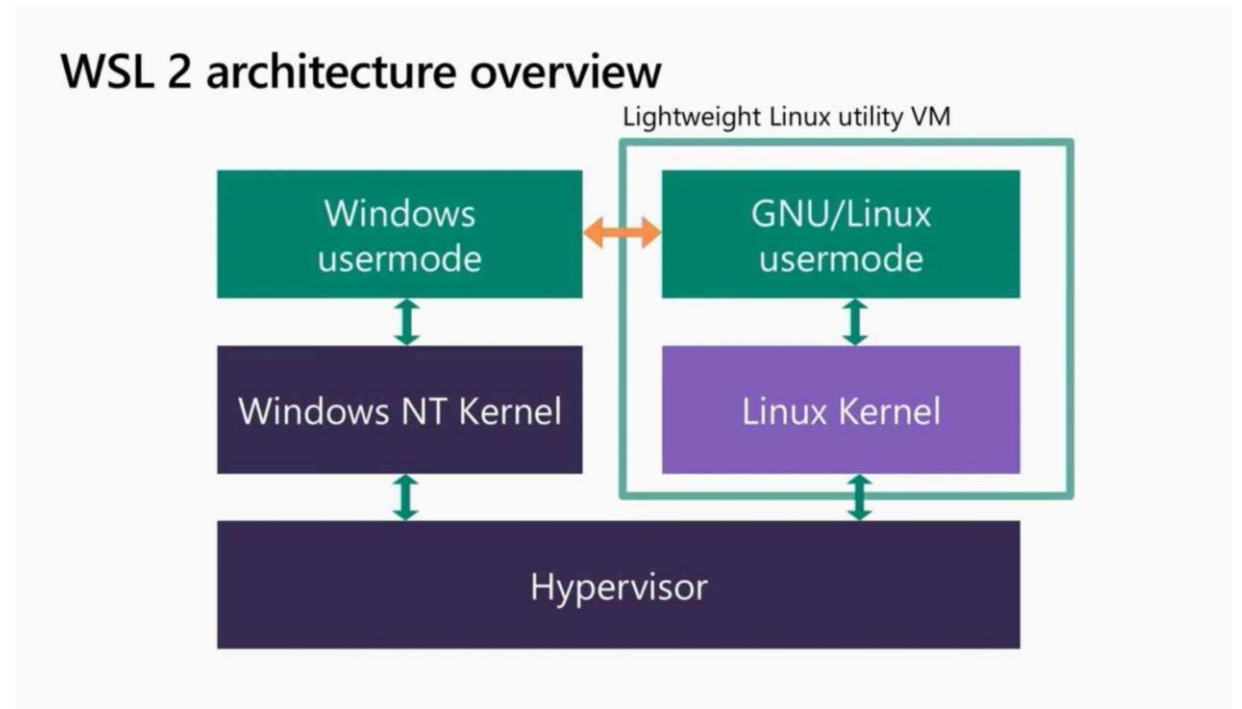 WSL 2 architecture overview
Lightweight Linux utility VM
Windows
usermode
GNU/Linux
usermode
Windows NT Kernel
Linux Kernel
Hypervisor